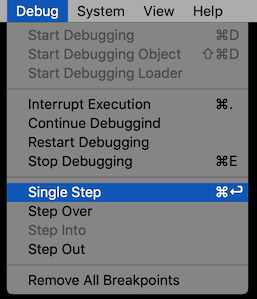 Debug System View Help
Start Debugging ⌘D
Start Debugging Object ⇧⌘D
Start Debugging Loader
Interrupt Execution ⌘.
Continue Debuggind
Restart Debugging
Stop Debugging ⌘E
Single Step ⌘↩
Step Over
Step Into
Step Out
Remove All Breakpoints